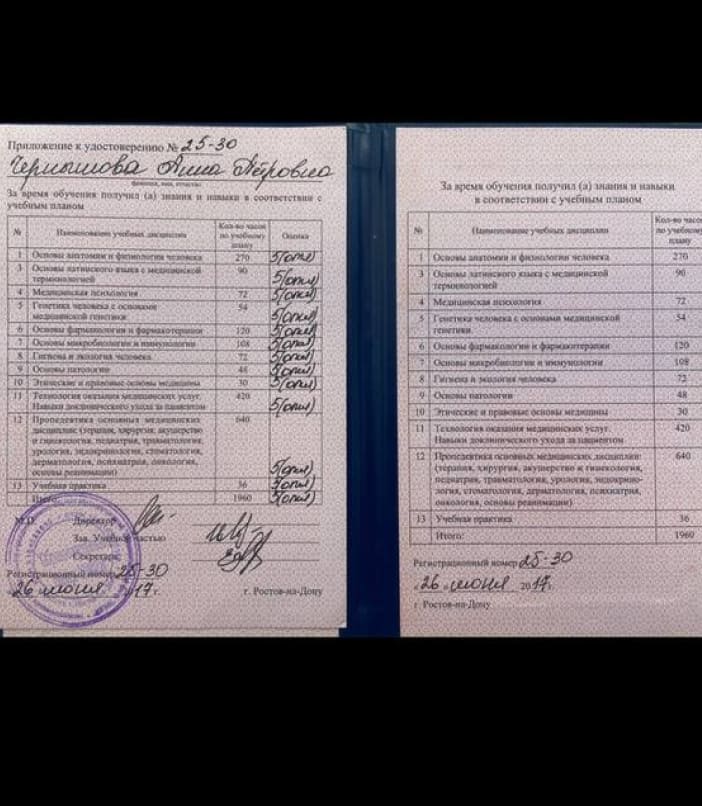 Приложение к удостоверению № 25-30
Чернышова Анна Петровна
фамилия, имя, отчество
За время обучения получил (а) знания и навыки в соответствии с
учебным планом
№ Наименование учебных дисциплин Кол-во часов по учебному плану Оценка
1 Основы анатомии и физиологии человека 270 5(отл)
3 Основы латинского языка с медицинской
терминологией 90 5(отл)
4 Медицинская психология 72 5(отл)
5 Генетика человека с основами
медицинской генетики 54 5(отл)
6 Основы фармакологии и фармакотерапии 120 5(отл)
7 Основы микробиологии и иммунологии 108 5(отл)
8 Гигиена и экология человека 72 5(отл)
9 Основы патологии 48 5(отл)
10 Этические и правовые основы медицины 30 5(отл)
11 Технология оказания медицинских услуг.
Навыки доклинического ухода за пациентом 420 5(отл)
12 Пропедевтика основных медицинских
дисциплин: (терапия, хирургия, акушерство
и гинекология, педиатрия, травматология,
урология, эндокринология, стоматология,
дерматология, психиатрия, онкология,
основы реанимации) 640 5(отл)
13 Учебная практика 36 5(отл)
Итого: 1960 5(отл)
М.П. Директор
Зав. Учебной частью
Секретарь
Регистрационный номер 25-30
«26 июня 2017 г. г. Ростов-на-Дону
За время обучения получил (а) знания и навыки
в соответствии с учебным планом
№ Наименование учебных дисциплин Кол-во часов по учебному плану
1 Основы анатомии и физиологии человека 270
3 Основы латинского языка с медицинской
терминологией 90
4 Медицинская психология 72
5 Генетика человека с основами медицинской
генетики 54
6 Основы фармакологии и фармакотерапии 120
7 Основы микробиологии и иммунологии 108
8 Гигиена и экология человека 72
9 Основы патологии 48
10 Этические и правовые основы медицины 30
11 Технология оказания медицинских услуг.
Навыки доклинического ухода за пациентом 420
12 Пропедевтика основных медицинских дисциплин:
(терапия, хирургия, акушерство и гинекология,
педиатрия, травматология, урология, эндокрино-
логия, стоматология, дерматология, психиатрия,
онкология, основы реанимации) 640
13 Учебная практика 36
Итого: 1960
Регистрационный номер 25-30
«26 «июня 2017г.
г. Ростов-на-Дону